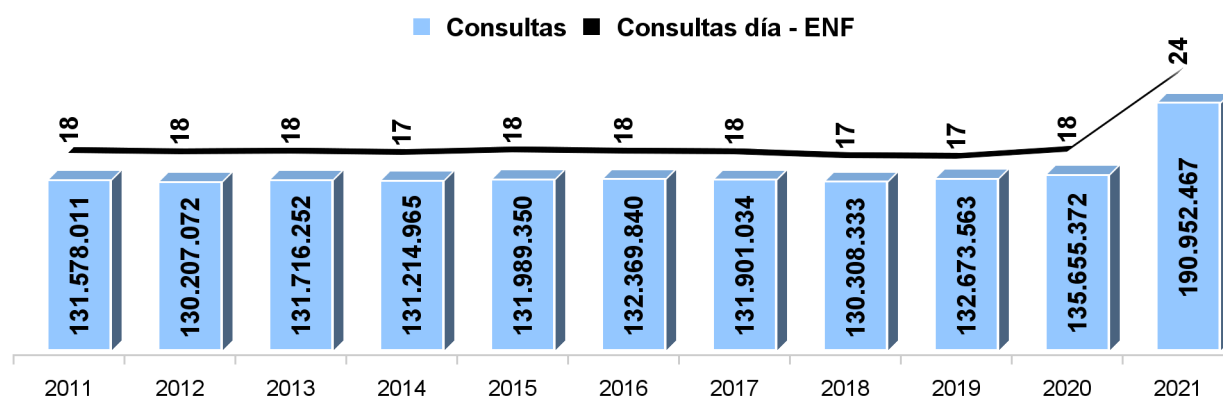 Consultas Consultas día - ENF
18 18 18 17 18 18 18 17 17 18 24
131.578.011 130.207.072 131.716.252 131.214.965 131.989.350 132.369.840 131.901.034 130.308.333 132.673.563 135.655.372 190.952.467
2011 2012 2013 2014 2015 2016 2017 2018 2019 2020 2021